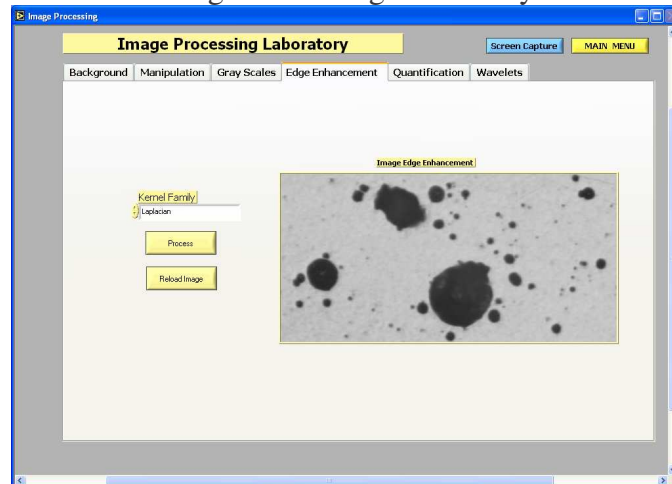 Image Processing
Image Processing Laboratory
Screen Capture
MAIN MENU
Background Manipulation Gray Scales Edge Enhancement Quantification Wavelets
Image Edge Enhancement
Kernel Family
Laplacian
Process
Reload Image